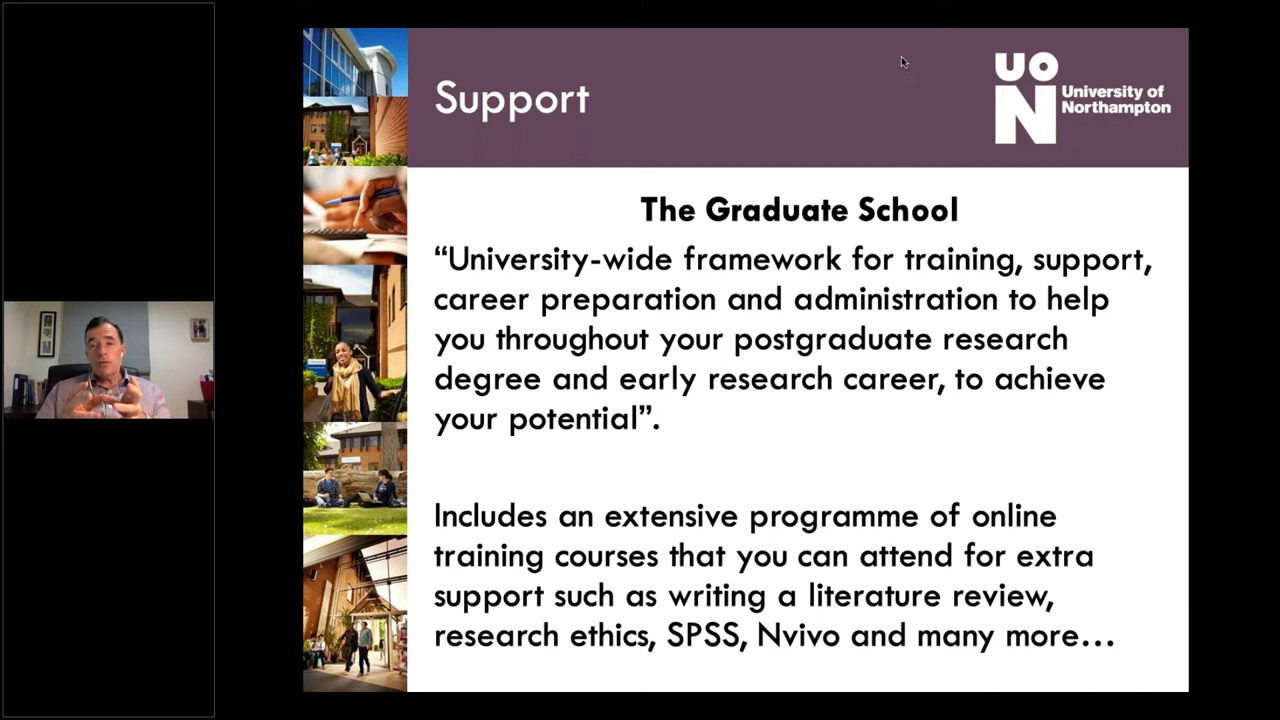 Support
UON
University of
Northampton
The Graduate School
“University-wide framework for training, support,
career preparation and administration to help
you throughout your postgraduate research
degree and early research career, to achieve
your potential”.
Includes an extensive programme of online
training courses that you can attend for extra
support such as writing a literature review,
research ethics, SPSS, Nvivo and many more…